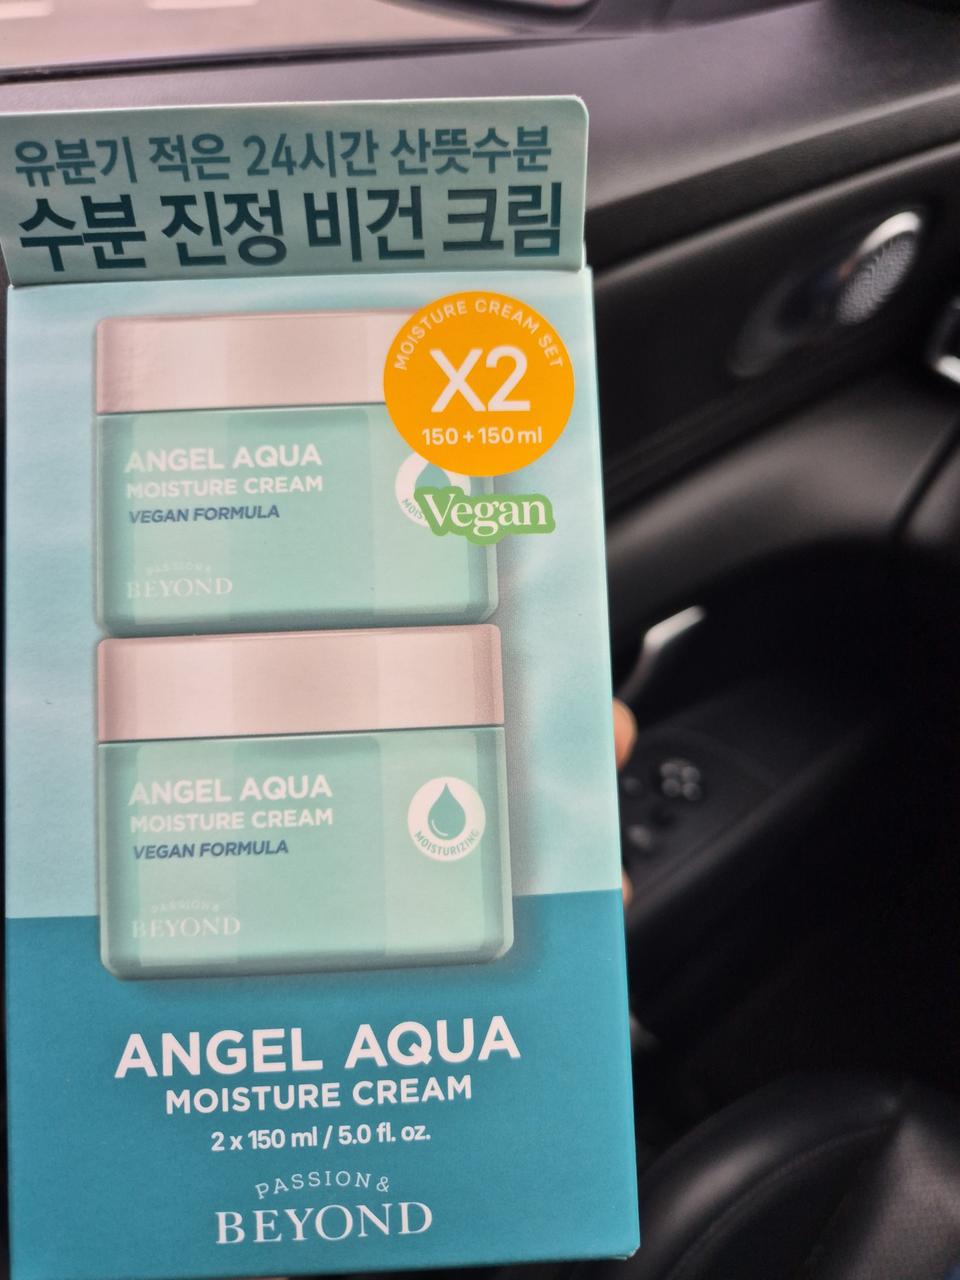 유분기 적은 24시간 산뜻수분
수분 진정 비건 크림
MOISTURE CREAM SET
X2
150+150ml
ANGEL AQUA
MOISTURE CREAM
VEGAN FORMULA
Vegan
PASSION&
BEYOND
ANGEL AQUA
MOISTURE CREAM
VEGAN FORMULA
MOISTURIZING
PASSION&
BEYOND
ANGEL AQUA
MOISTURE CREAM
2 x 150 ml / 5.0 fl. oz.
PASSION&
BEYOND